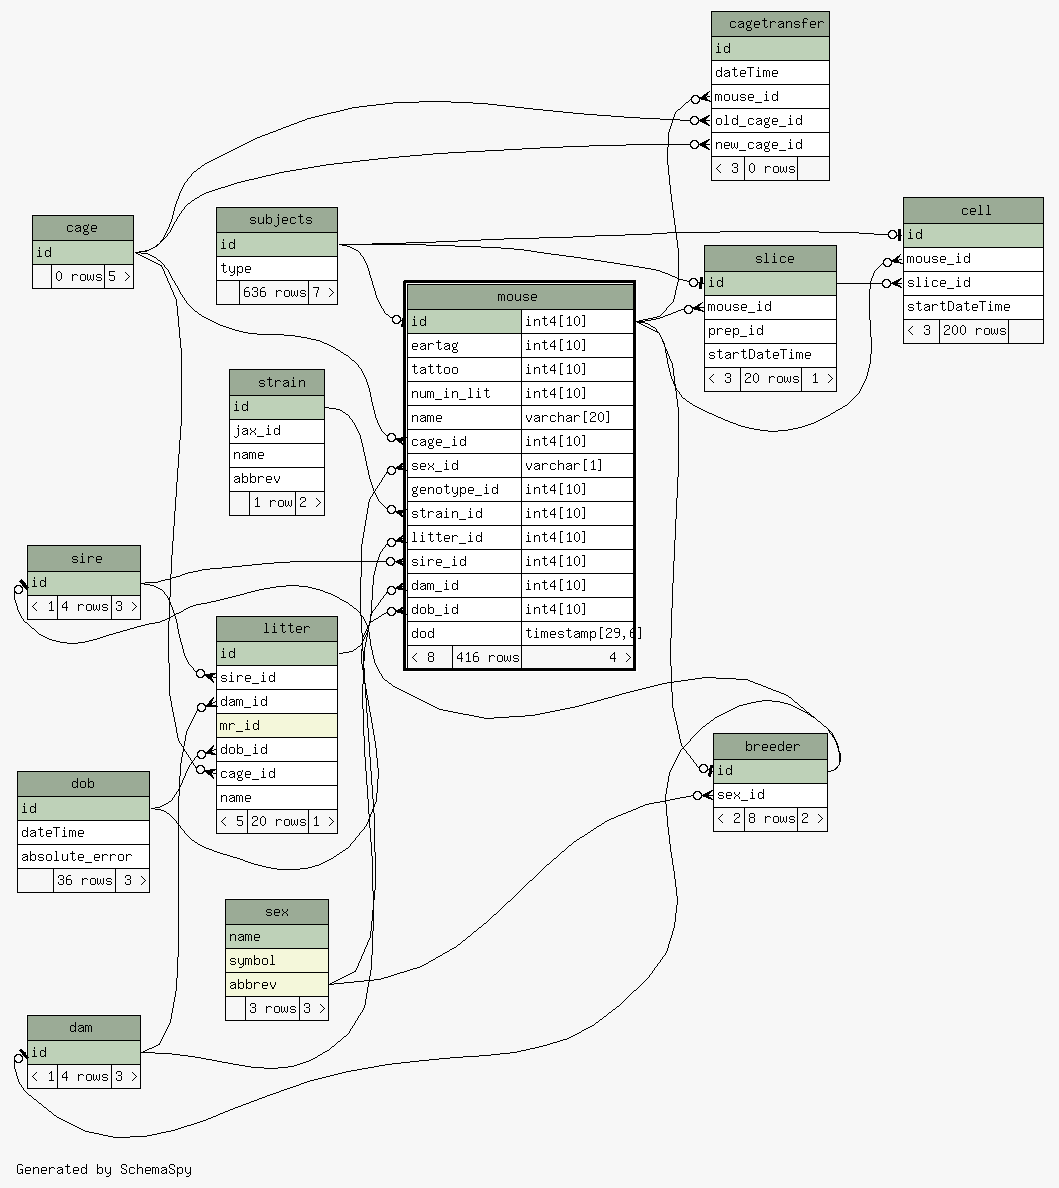 cagetransfer
id
dateTime
mouse_id
old_cage_id
new_cage_id
< 3 0 rows
cage
id
0 rows 5 >
subjects
id
type
636 rows 7 >
cell
id
mouse_id
slice_id
startDateTime
< 3 200 rows
slice
id
mouse_id
prep_id
startDateTime
< 3 20 rows 1 >
mouse
id int4[10]
eartag int4[10]
tattoo int4[10]
num_in_lit int4[10]
name varchar[20]
cage_id int4[10]
sex_id varchar[1]
genotype_id int4[10]
strain_id int4[10]
litter_id int4[10]
sire_id int4[10]
dam_id int4[10]
dob_id int4[10]
dod timestamp[29,6]
< 8 416 rows 4 >
strain
id
jax_id
name
abbrev
1 row 2 >
sire
id
< 1 4 rows 3 >
litter
id
sire_id
dam_id
mr_id
dob_id
cage_id
name
< 5 20 rows 1 >
breeder
id
sex_id
< 2 8 rows 2 >
dob
id
dateTime
absolute_error
36 rows 3 >
sex
name
symbol
abbrev
3 rows 3 >
dam
id
< 1 4 rows 3 >
Generated by SchemaSpy